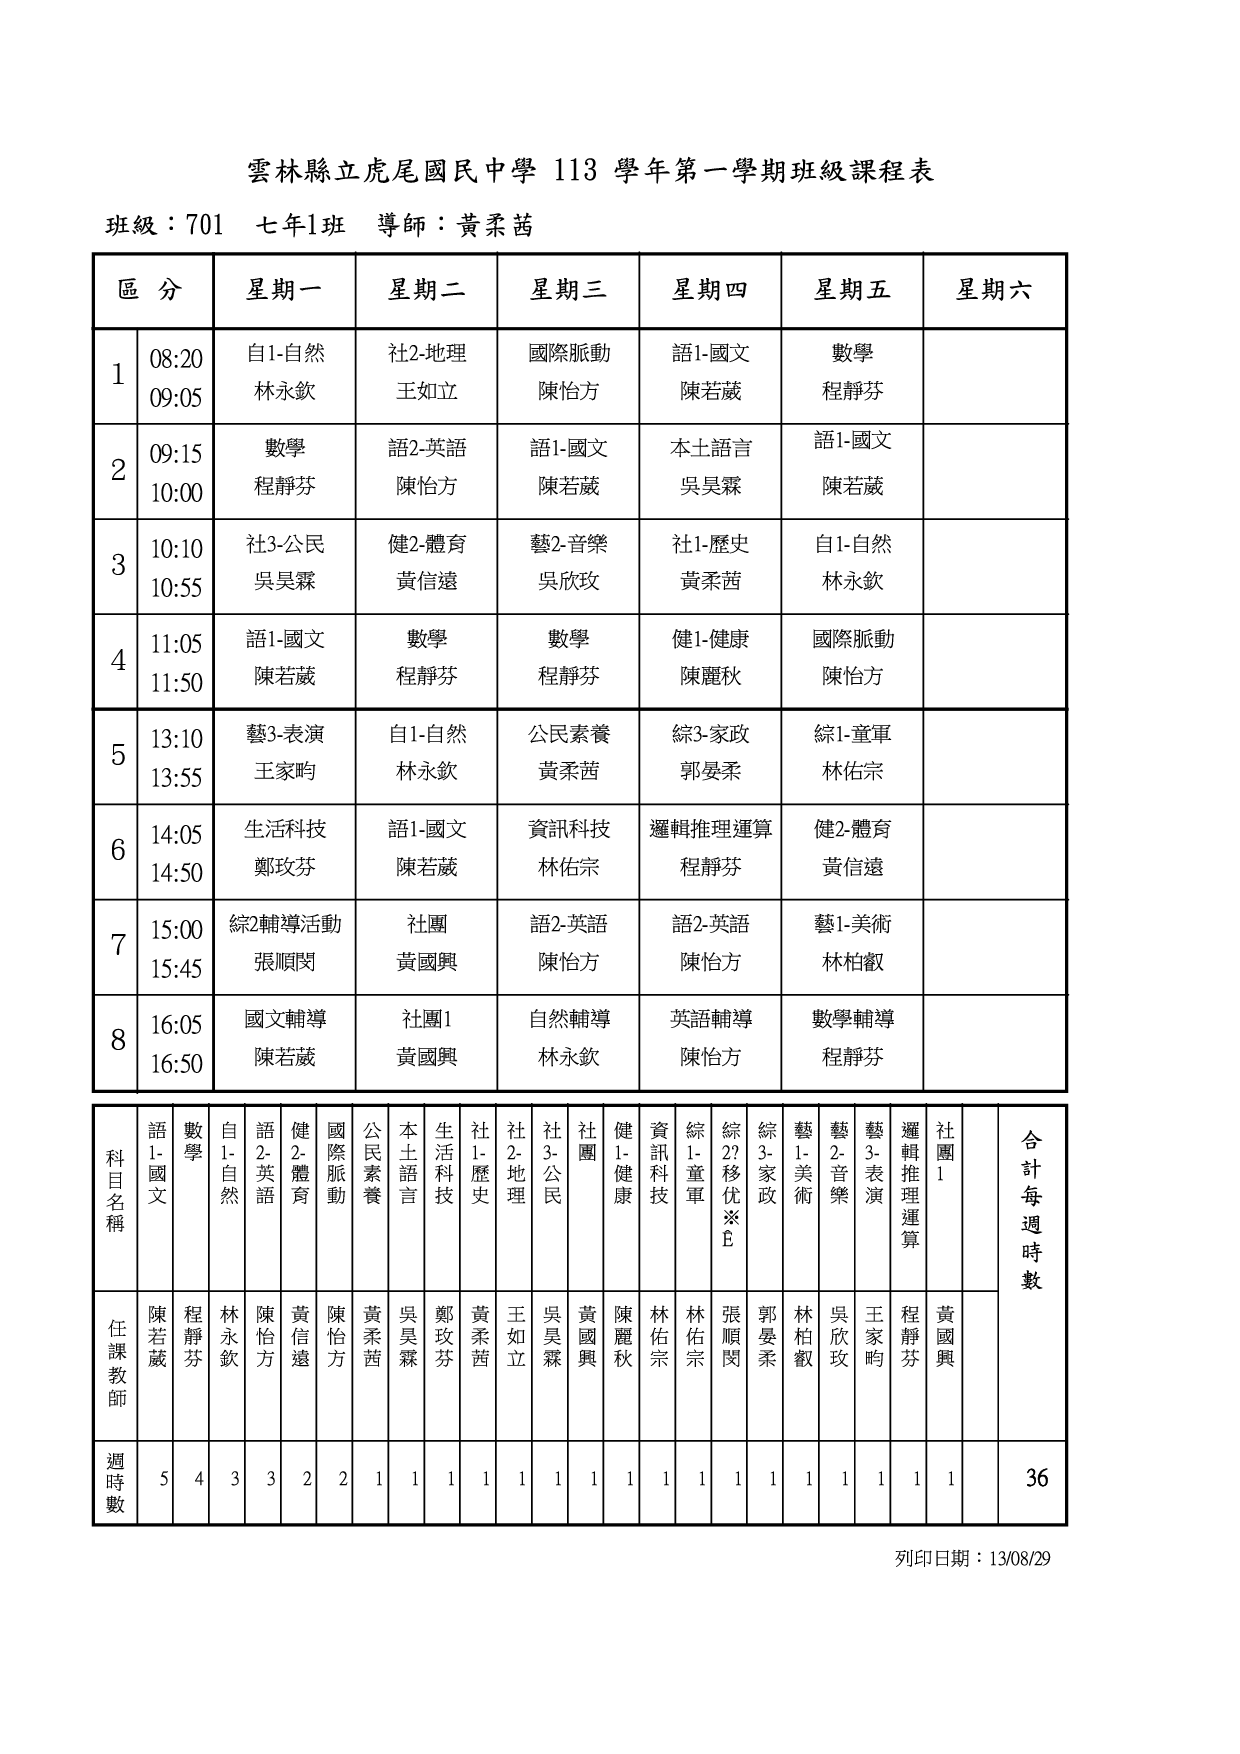 雲林縣立虎尾國民中學 113 學年第一學期班級課程表
班級：701 七年1班 導師：黃柔茜
區 分 星期一 星期二 星期三 星期四 星期五 星期六
1 08:20 自1-自然 社2-地理 國際脈動 語1-國文 數學
09:05 林永欽 王如立 陳怡方 陳若葳 程靜芬
2 09:15 數學 語2-英語 語1-國文 本土語言 語1-國文
10:00 程靜芬 陳怡方 陳若葳 吳昊霖 陳若葳
3 10:10 社3-公民 健2-體育 藝2-音樂 社1-歷史 自1-自然
10:55 吳昊霖 黃信遠 吳欣玫 黃柔茜 林永欽
4 11:05 語1-國文 數學 數學 健1-健康 國際脈動
11:50 陳若葳 程靜芬 程靜芬 陳麗秋 陳怡方
5 13:10 藝3-表演 自1-自然 公民素養 綜3-家政 綜1-童軍
13:55 王家畇 林永欽 黃柔茜 郭晏柔 林佑宗
6 14:05 生活科技 語1-國文 資訊科技 邏輯推理運算 健2-體育
14:50 鄭玫芬 陳若葳 林佑宗 程靜芬 黃信遠
7 15:00 綜2輔導活動 社團 語2-英語 語2-英語 藝1-美術
15:45 張順閔 黃國興 陳怡方 陳怡方 林柏叡
8 16:05 國文輔導 社團1 自然輔導 英語輔導 數學輔導
16:50 陳若葳 黃國興 林永欽 陳怡方 程靜芬
科目名稱 語1-國文 數學 自1-自然 語2-英語 健2-體育 國際脈動 公民素養 本土語言 生活科技 社1-歷史 社2-地理 社3-公民 社團 健1-健康 資訊科技 綜1-童軍 綜2?移优※E 綜3-家政 藝1-美術 藝2-音樂 藝3-表演 邏輯推理運算 社團1 合計每週時數
任課教師 陳若葳 程靜芬 林永欽 陳怡方 黃信遠 陳怡方 黃柔茜 吳昊霖 鄭玫芬 黃柔茜 王如立 吳昊霖 黃國興 陳麗秋 林佑宗 林佑宗 張順閔 郭晏柔 林柏叡 吳欣玫 王家畇 程靜芬 黃國興
週時數 5 4 3 3 2 2 1 1 1 1 1 1 1 1 1 1 1 1 1 1 1 1 1 36
列印日期：13/08/29